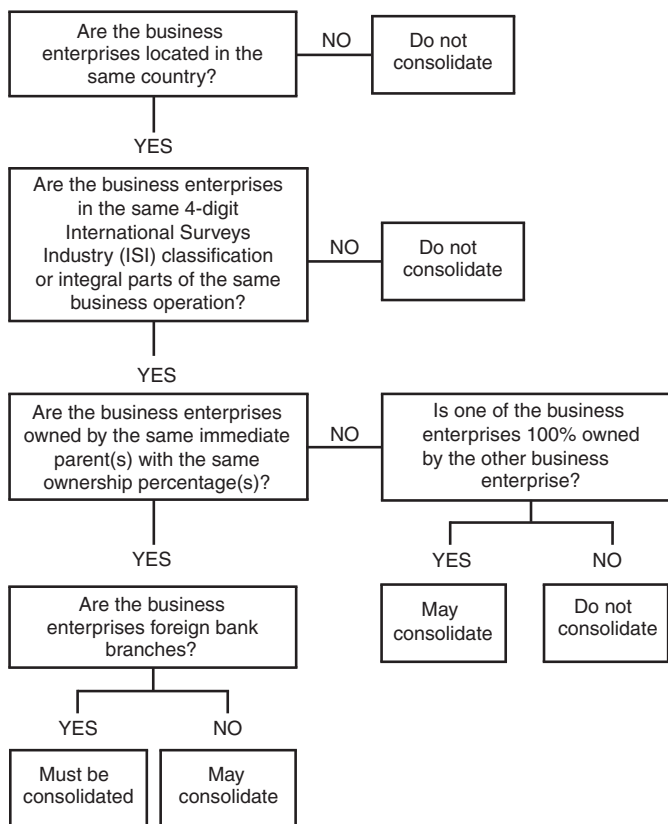 Are the business
enterprises located in the
same country?
NO
Do not
consolidate
YES
Are the business enterprises
in the same 4-digit
International Surveys
Industry (ISI) classification
or integral parts of the same
business operation?
NO
Do not
consolidate
YES
Are the business enterprises
owned by the same immediate
parent(s) with the same
ownership percentage(s)?
NO
Is one of the business
enterprises 100% owned
by the other business
enterprise?
YES
YES
NO
May
consolidate
Do not
consolidate
Are the business
enterprises foreign bank
branches?
YES
NO
Must be
consolidated
May
consolidate